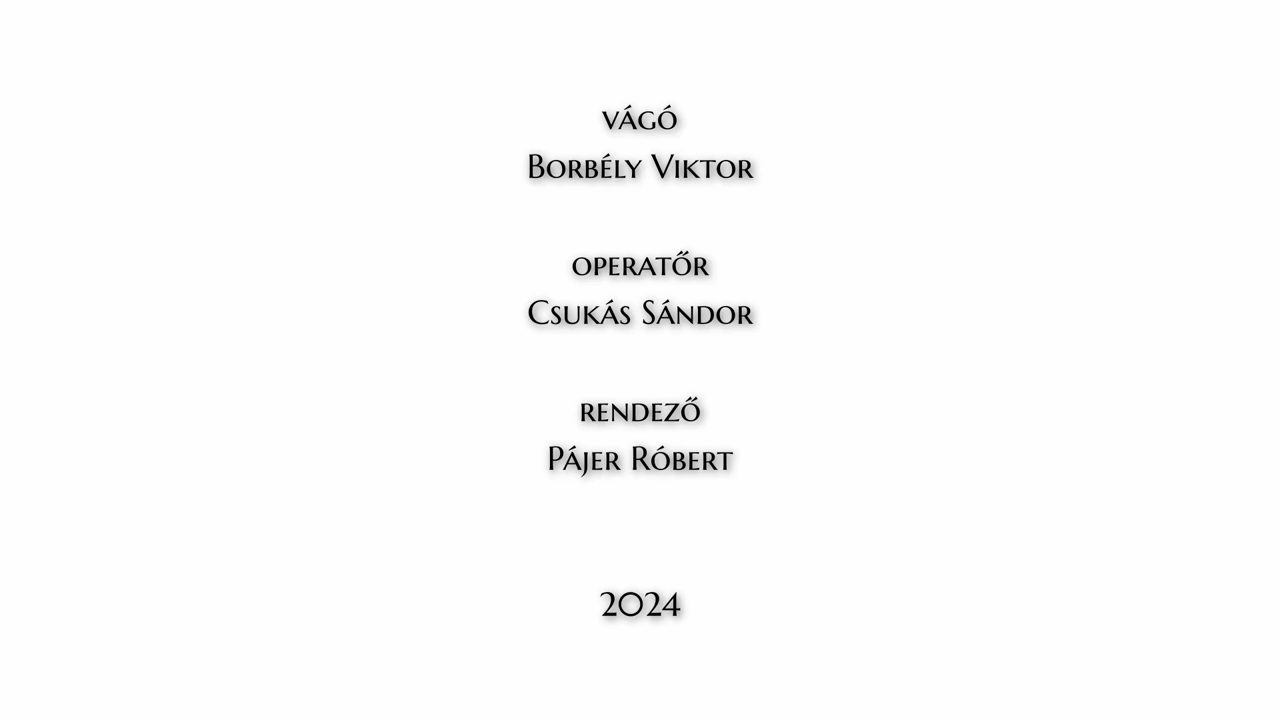 vágó
Borbély Viktor
operatőr
Csukás Sándor
rendező
Pájer Róbert
2024